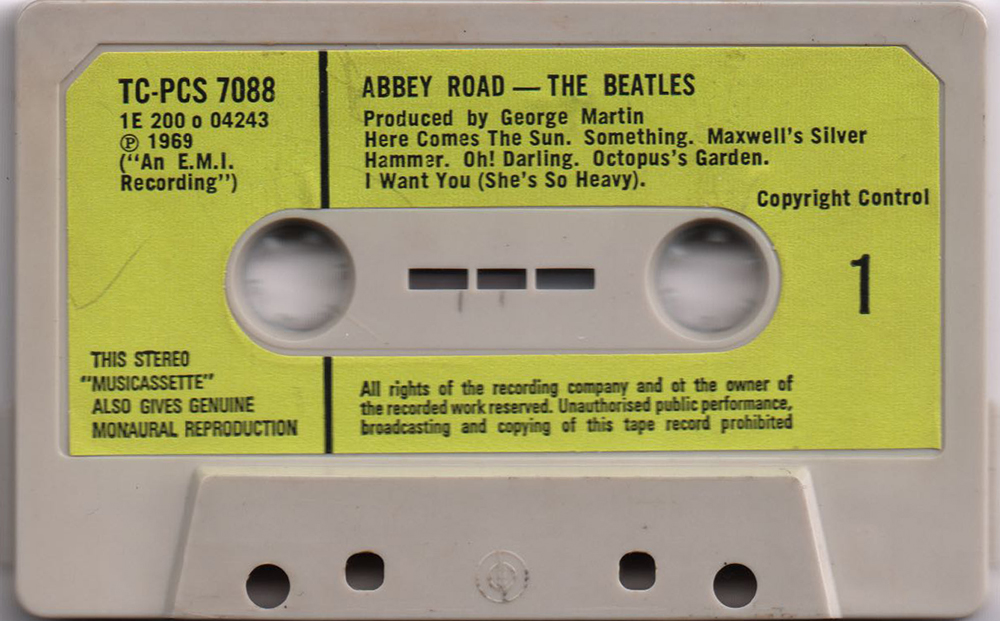 TC-PCS 7088
1E 200 o 04243
℗ 1969
("An E.M.I.
Recording")
ABBEY ROAD — THE BEATLES
Produced by George Martin
Here Comes The Sun. Something. Maxwell's Silver
Hammer. Oh! Darling. Octopus's Garden.
I Want You (She's So Heavy).
Copyright Control
1
THIS STEREO
"MUSICASSETTE"
ALSO GIVES GENUINE
MONAURAL REPRODUCTION
All rights of the recording company and ot the owner of
the recorded work reserved. Unauthorised public performance,
broadcasting and copying of this tape record prohibited